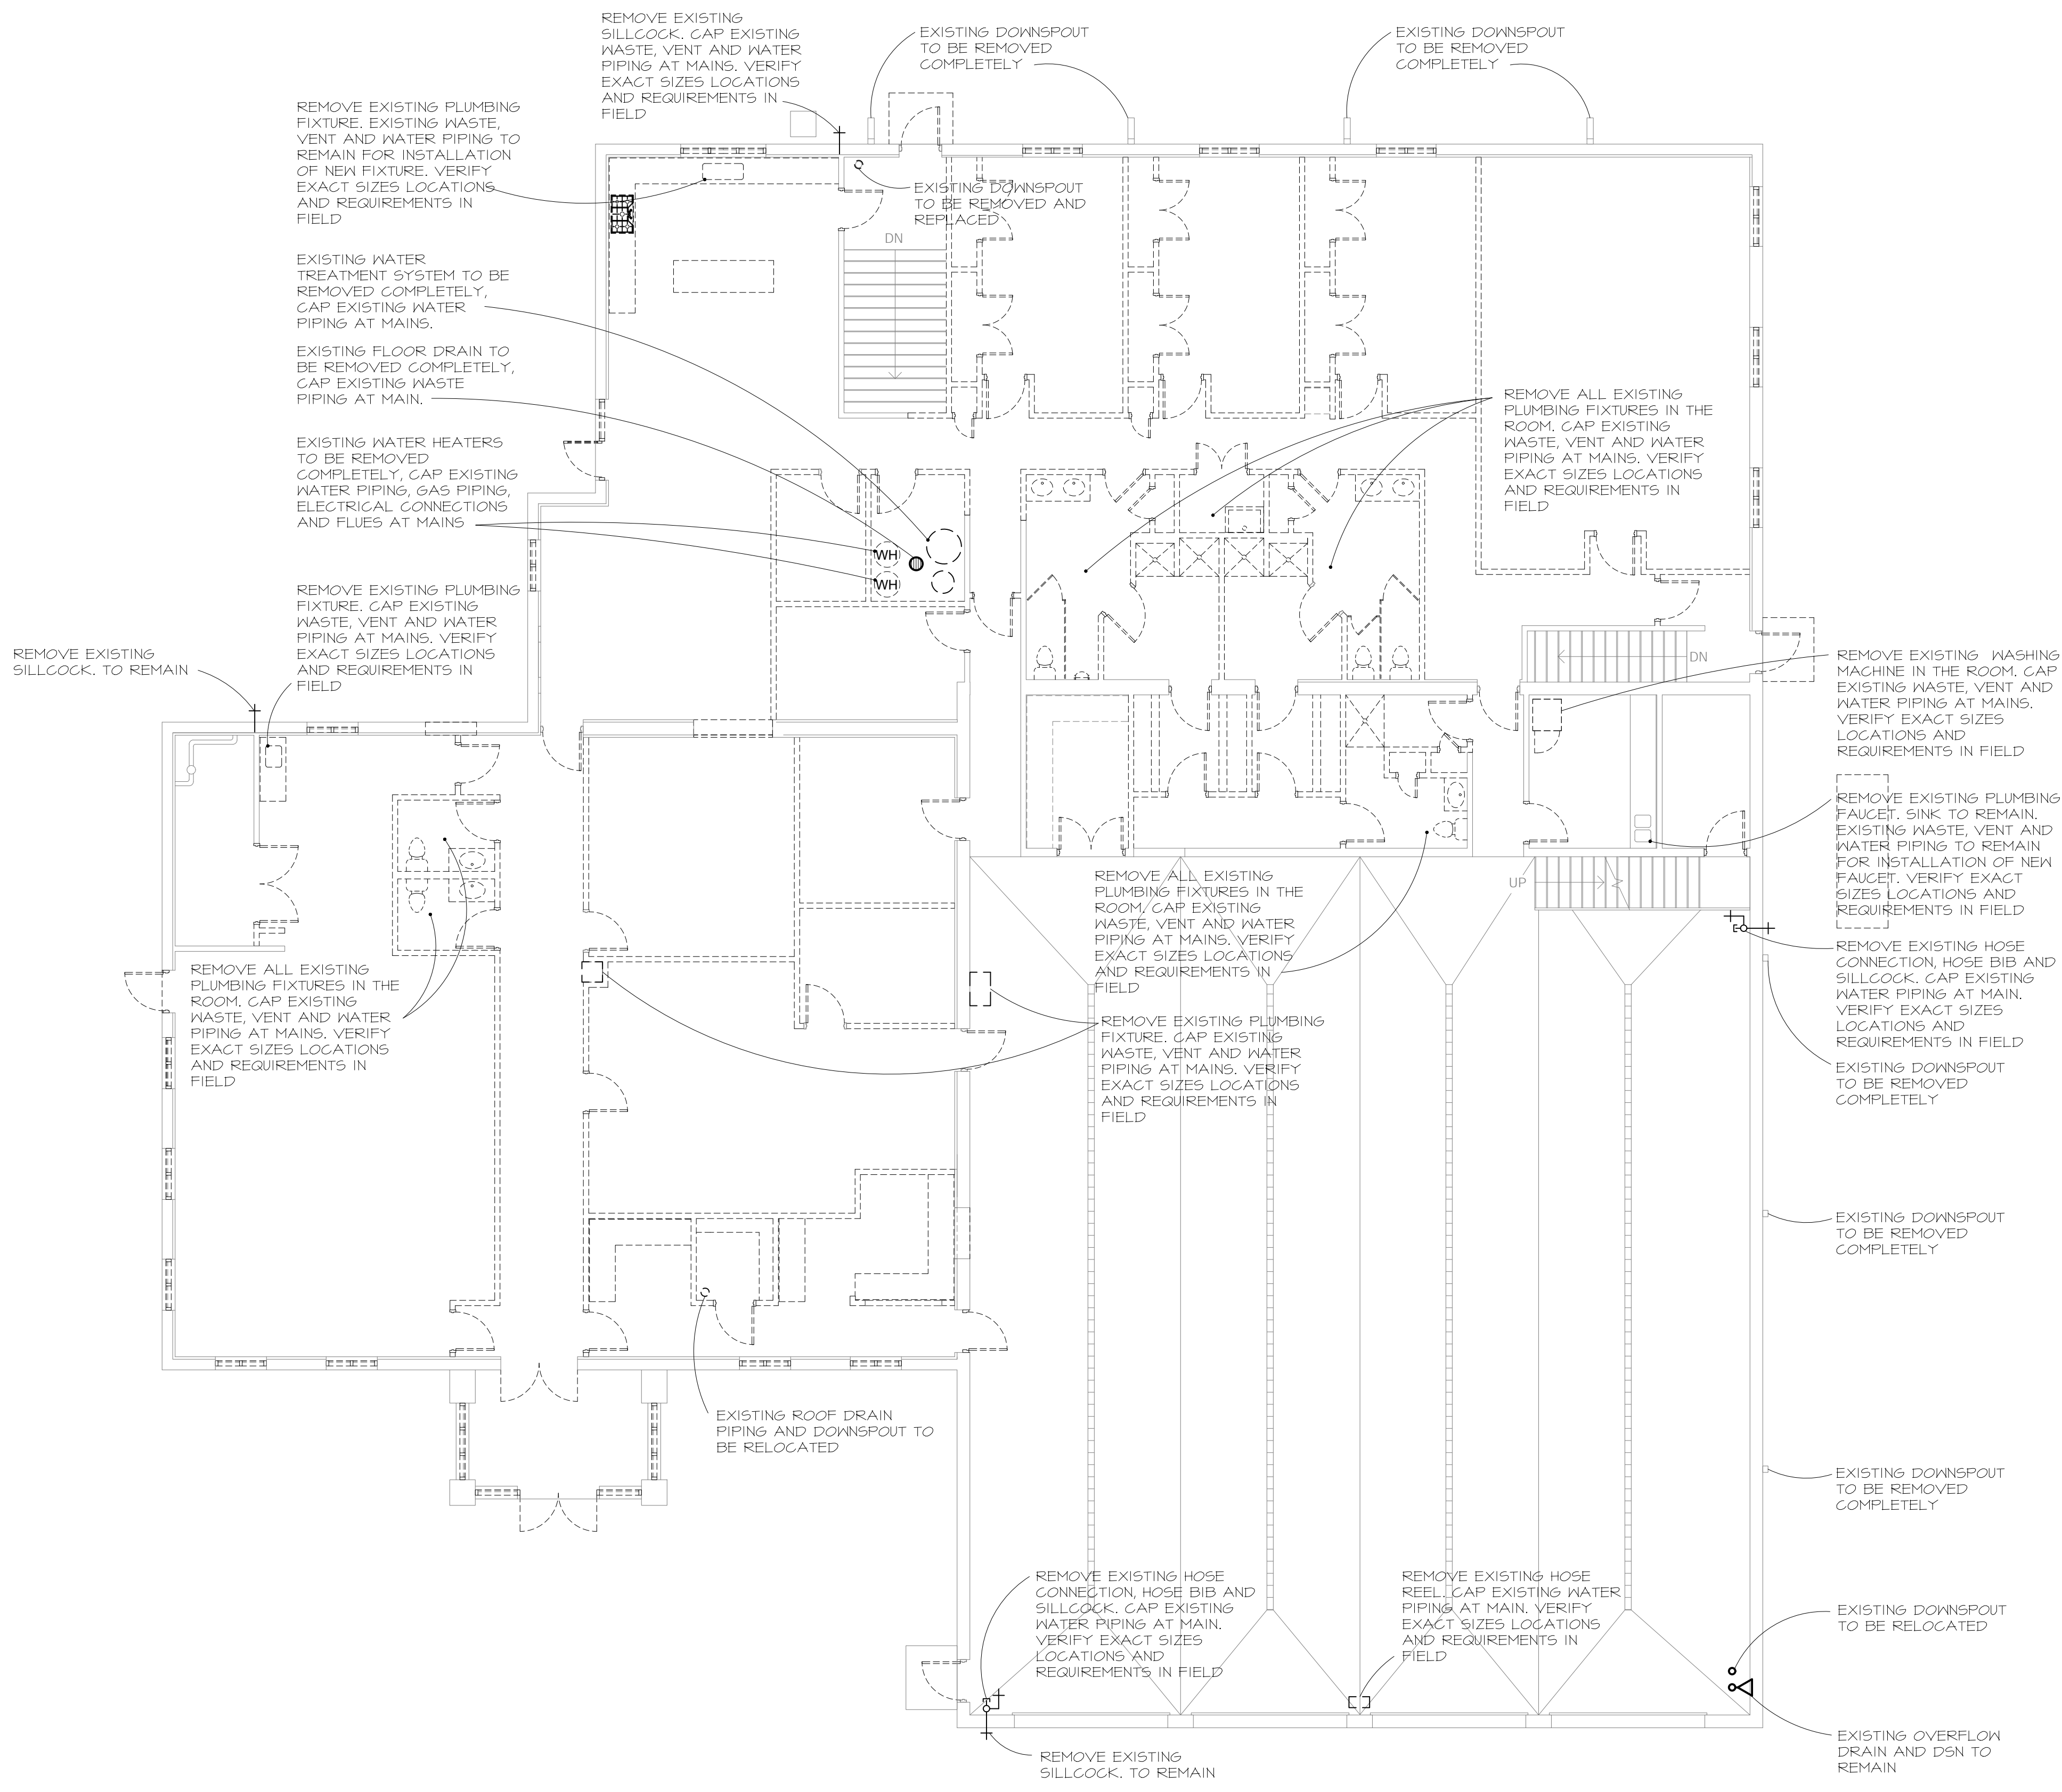 REMOVE EXISTING
SILLCOCK. CAP EXISTING
WASTE, VENT AND WATER
PIPING AT MAINS. VERIFY
EXACT SIZES LOCATIONS
AND REQUIREMENTS IN
FIELD
EXISTING DOWNSPOUT
TO BE REMOVED
COMPLETELY
EXISTING DOWNSPOUT
TO BE REMOVED
COMPLETELY
REMOVE EXISTING PLUMBING
FIXTURE. EXISTING WASTE,
VENT AND WATER PIPING TO
REMAIN FOR INSTALLATION
OF NEW FIXTURE. VERIFY
EXACT SIZES LOCATIONS
AND REQUIREMENTS IN
FIELD
EXISTING DOWNSPOUT
TO BE REMOVED AND
REPLACED
DN
EXISTING WATER
TREATMENT SYSTEM TO BE
REMOVED COMPLETELY,
CAP EXISTING WATER
PIPING AT MAINS.
EXISTING FLOOR DRAIN TO
BE REMOVED COMPLETELY,
CAP EXISTING WASTE
PIPING AT MAIN.
REMOVE ALL EXISTING
PLUMBING FIXTURES IN THE
ROOM. CAP EXISTING
WASTE, VENT AND WATER
PIPING AT MAINS. VERIFY
EXACT SIZES LOCATIONS
AND REQUIREMENTS IN
FIELD
EXISTING WATER HEATERS
TO BE REMOVED
COMPLETELY, CAP EXISTING
WATER PIPING, GAS PIPING,
ELECTRICAL CONNECTIONS
AND FLUES AT MAINS
WH
WH
REMOVE EXISTING PLUMBING
FIXTURE. CAP EXISTING
WASTE, VENT AND WATER
PIPING AT MAINS. VERIFY
EXACT SIZES LOCATIONS
AND REQUIREMENTS IN
FIELD
REMOVE EXISTING
SILLCOCK. TO REMAIN
DN
REMOVE EXISTING  WASHING
MACHINE IN THE ROOM. CAP
EXISTING WASTE, VENT AND
WATER PIPING AT MAINS.
VERIFY EXACT SIZES
LOCATIONS AND
REQUIREMENTS IN FIELD
REMOVE EXISTING PLUMBING
FAUCET. SINK TO REMAIN.
EXISTING WASTE, VENT AND
WATER PIPING TO REMAIN
FOR INSTALLATION OF NEW
FAUCET. VERIFY EXACT
SIZES LOCATIONS AND
REQUIREMENTS IN FIELD
UP
REMOVE ALL EXISTING
PLUMBING FIXTURES IN THE
ROOM. CAP EXISTING
WASTE, VENT AND WATER
PIPING AT MAINS. VERIFY
EXACT SIZES LOCATIONS
AND REQUIREMENTS IN
FIELD
REMOVE EXISTING HOSE
CONNECTION, HOSE BIB AND
SILLCOCK. CAP EXISTING
WATER PIPING AT MAIN.
VERIFY EXACT SIZES
LOCATIONS AND
REQUIREMENTS IN FIELD
REMOVE ALL EXISTING
PLUMBING FIXTURES IN THE
ROOM. CAP EXISTING
WASTE, VENT AND WATER
PIPING AT MAINS. VERIFY
EXACT SIZES LOCATIONS
AND REQUIREMENTS IN
FIELD
REMOVE EXISTING PLUMBING
FIXTURE. CAP EXISTING
WASTE, VENT AND WATER
PIPING AT MAINS. VERIFY
EXACT SIZES LOCATIONS
AND REQUIREMENTS IN
FIELD
EXISTING DOWNSPOUT
TO BE REMOVED
COMPLETELY
EXISTING DOWNSPOUT
TO BE REMOVED
COMPLETELY
EXISTING ROOF DRAIN
PIPING AND DOWNSPOUT TO
BE RELOCATED
EXISTING DOWNSPOUT
TO BE REMOVED
COMPLETELY
REMOVE EXISTING HOSE
CONNECTION, HOSE BIB AND
SILLCOCK. CAP EXISTING
WATER PIPING AT MAIN.
VERIFY EXACT SIZES
LOCATIONS AND
REQUIREMENTS IN FIELD
REMOVE EXISTING HOSE
REEL. CAP EXISTING WATER
PIPING AT MAIN. VERIFY
EXACT SIZES LOCATIONS
AND REQUIREMENTS IN
FIELD
EXISTING DOWNSPOUT
TO BE RELOCATED
EXISTING OVERFLOW
DRAIN AND DSN TO
REMAIN
REMOVE EXISTING
SILLCOCK. TO REMAIN